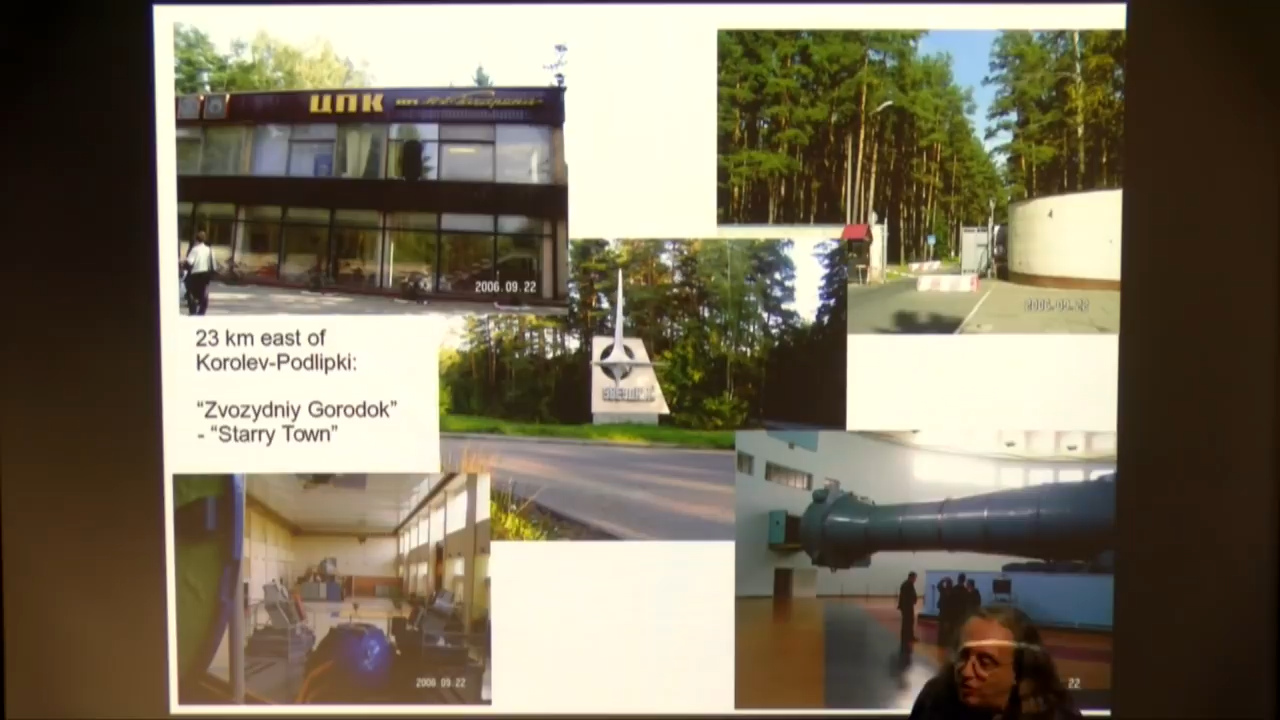 ЦПК
2006.09.22
2006.09.22
23 km east of
Korolev-Podlipki:
“Zvozydniy Gorodok”
- “Starry Town”
2006 09 22
22